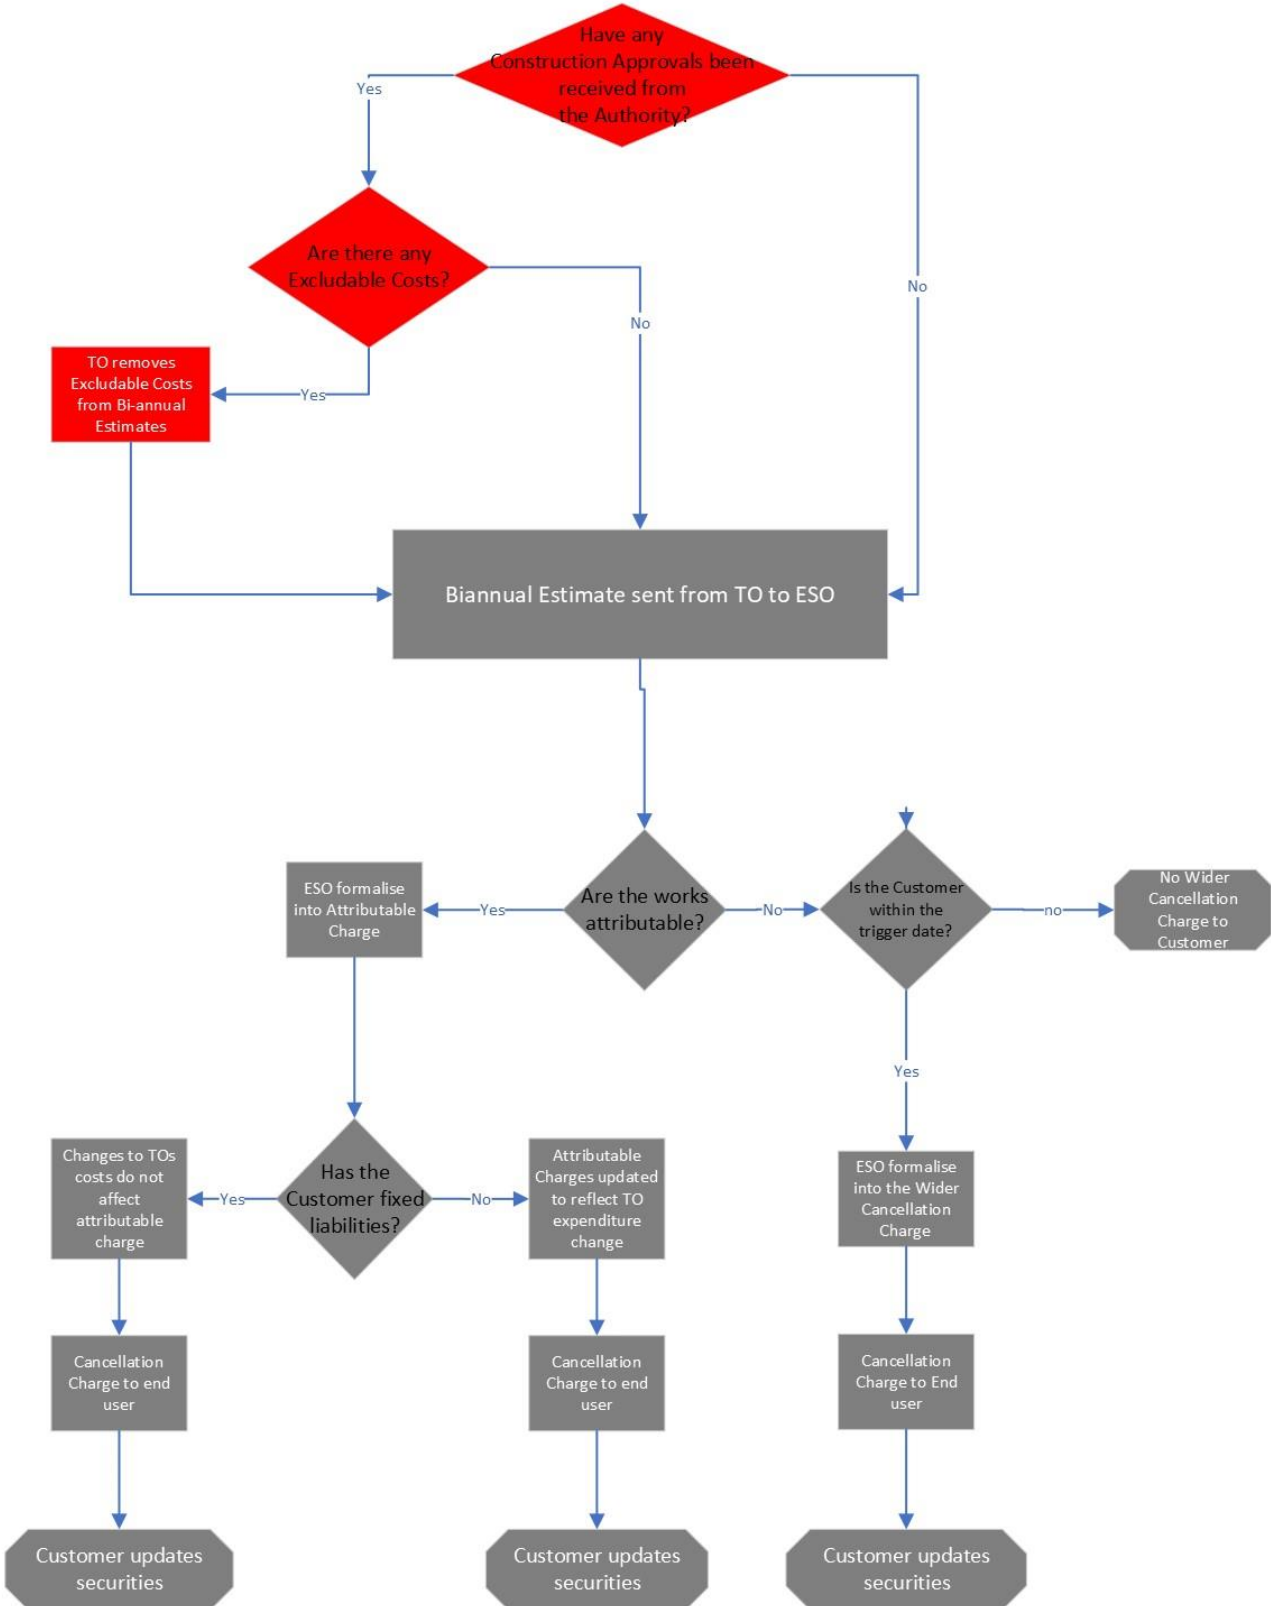 Have any
Construction Approvals been
received from
the Authority?
Yes
Are there any
Excludable Costs?
No
No
TO removes
Excludable Costs
from Bi-annual
Estimates
Yes
Biannual Estimate sent from TO to ESO
ESO formalise
into Attributable
Charge
Yes
Are the works
attributable?
No
Is the Customer
within the
trigger date?
no
No Wider
Cancellation
Charge to
Customer
Yes
Changes to TOs
costs do not
affect
attributable
charge
Yes
Has the
Customer fixed
liabilities?
No
Attributable
Charges updated
to reflect TO
expenditure
change
ESO formalise
into the Wider
Cancellation
Charge
Cancellation
Charge to end
user
Cancellation
Charge to end
user
Cancellation
Charge to End
user
Customer updates
securities
Customer updates
securities
Customer updates
securities